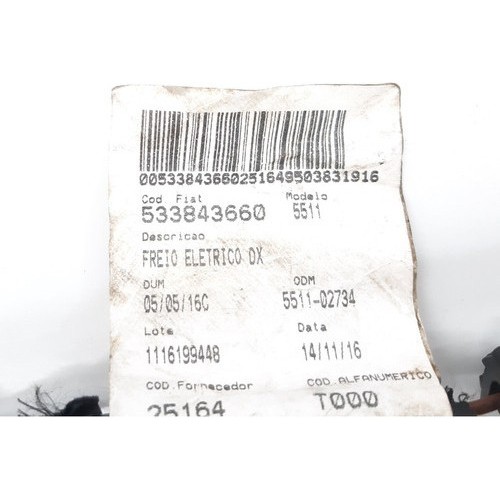 00533843660251649503831916
Cod Fiat Modelo
533843660 5511
Descricao
FREIO ELETRICO DX
DUM ODM
05/05/16C 5511-02734
Lote Data
1116199448 14/11/16
COD.Fornecedor COD.ALFANUMERICO
25164 T000